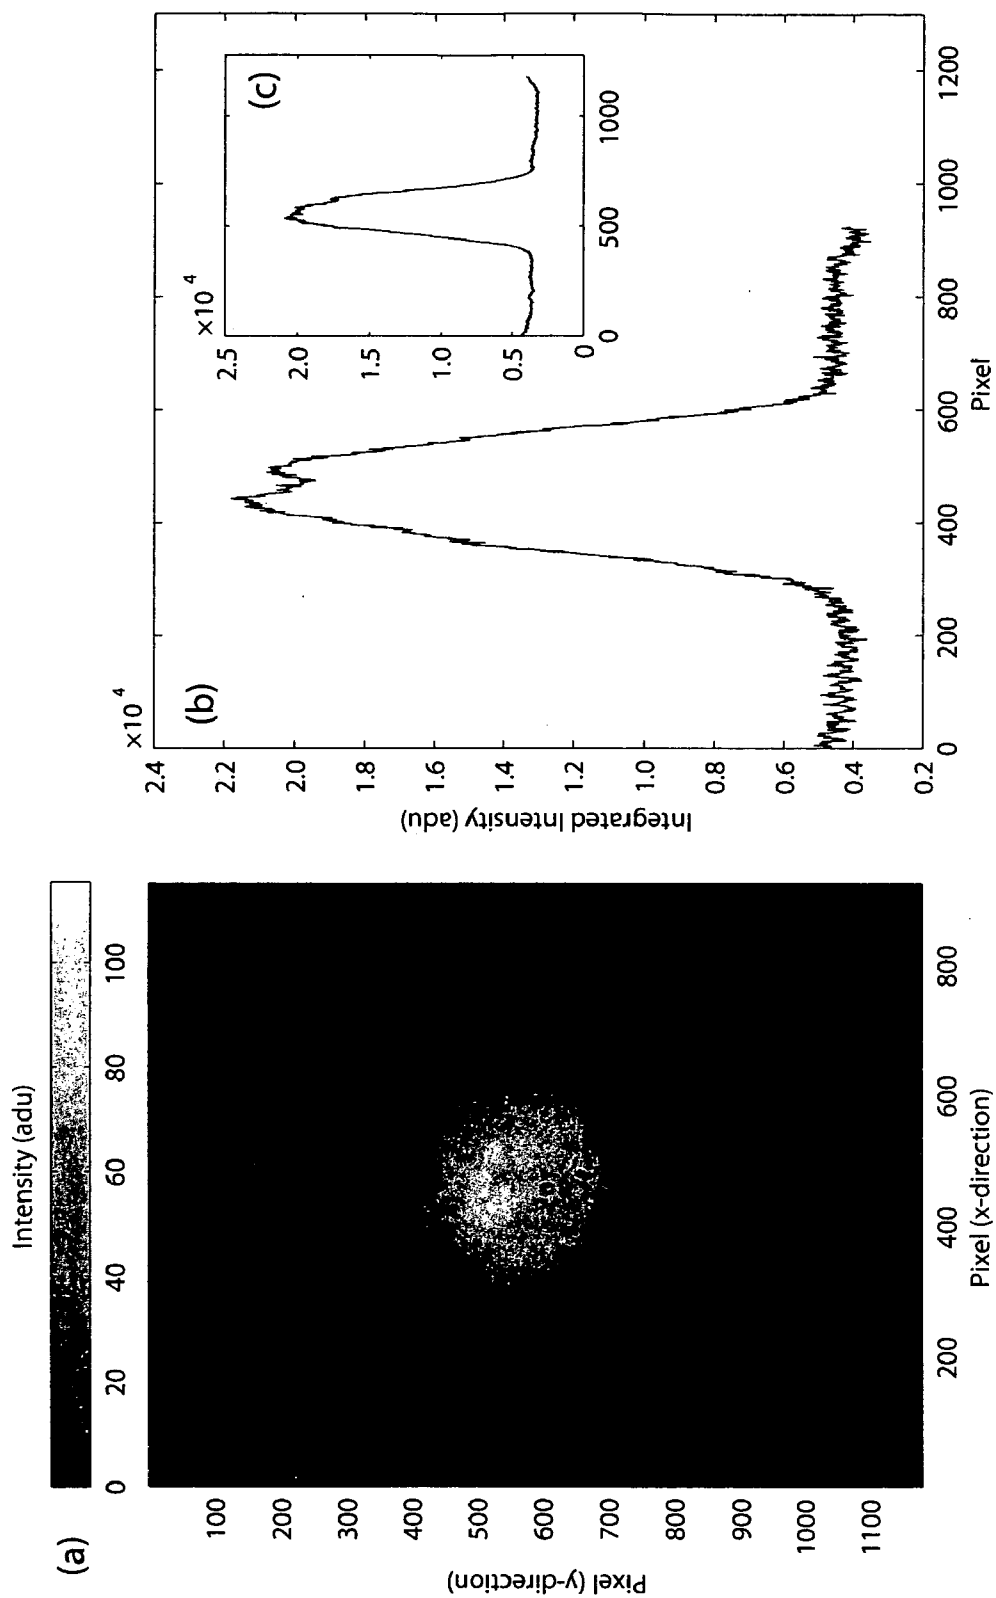 (a)
Intensity (adu)
0 20 40 60 80 100
Pixel (y-direction)
100
200
300
400
500
600
700
800
900
1000
1100
200 400 600 800
Pixel (x-direction)
(b)
×10 4
Integrated Intensity (adu)
2.4
2.2
2.0
1.8
1.6
1.4
1.2
1.0
0.8
0.6
0.4
0.2
0 200 400 600 800 1000 1200
Pixel
(c)
×10 4
2.5
2.0
1.5
1.0
0.5
0
0 500 1000